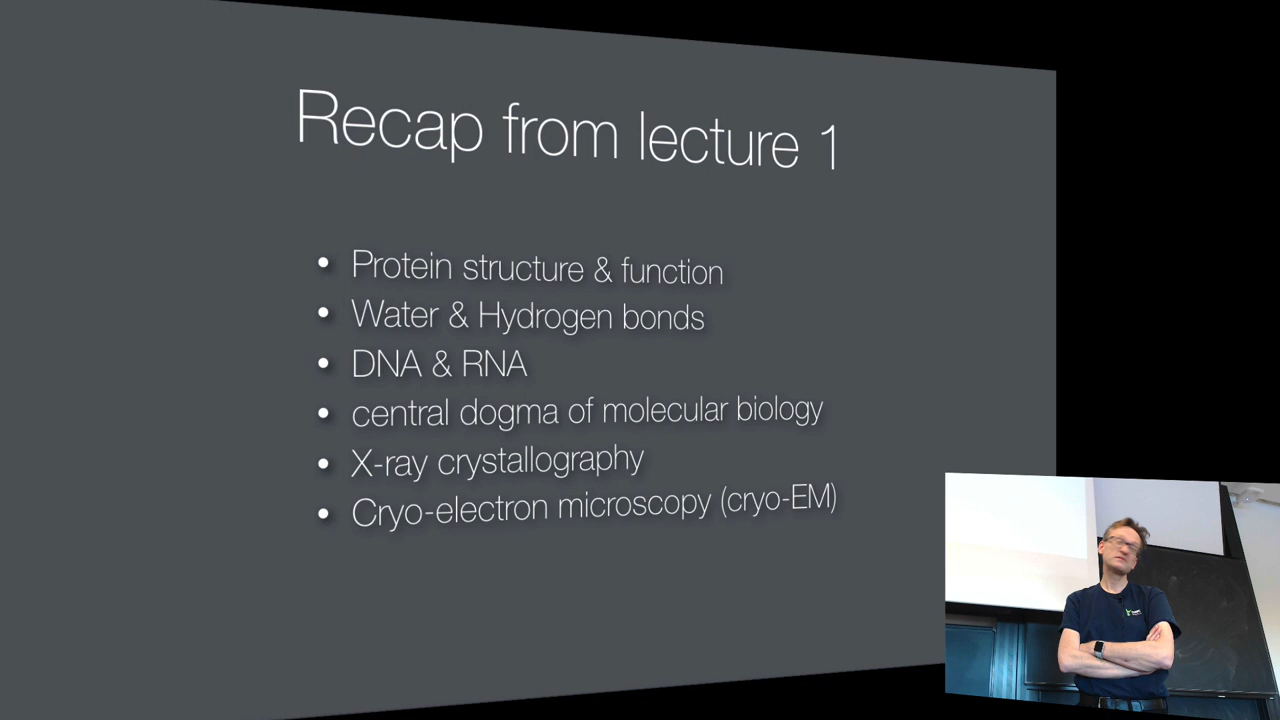 Recap from lecture 1
• Protein structure & function
• Water & Hydrogen bonds
• DNA & RNA
• central dogma of molecular biology
• X-ray crystallography
• Cryo-electron microscopy (cryo-EM)